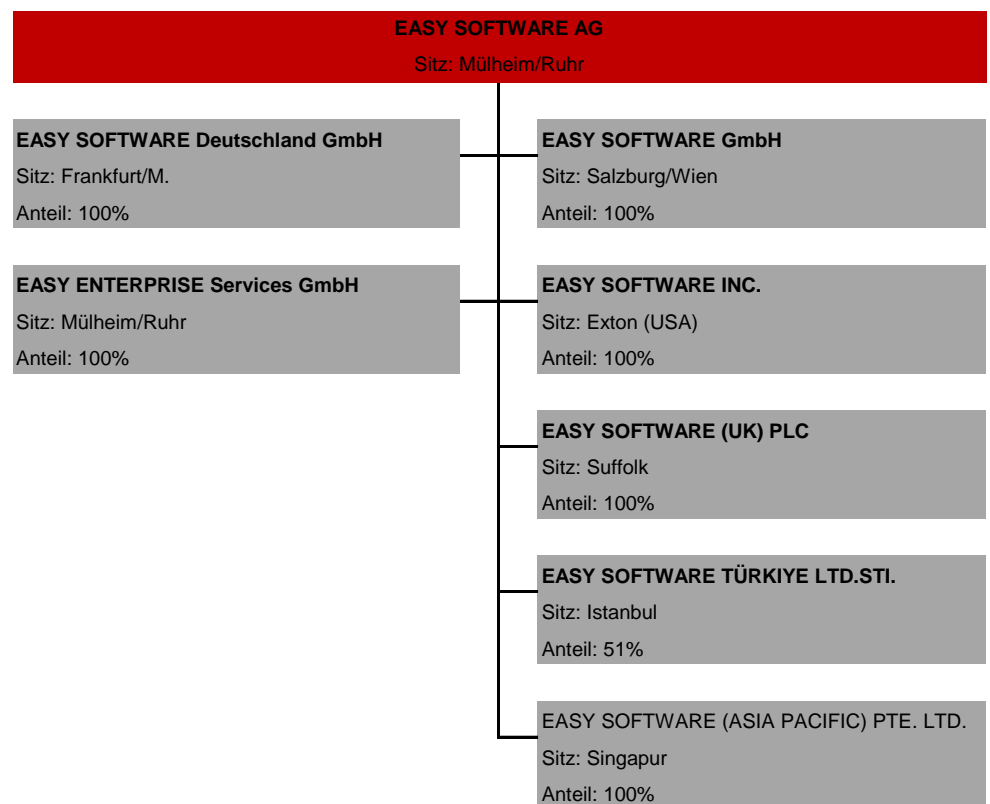 EASY SOFTWARE AG
Sitz: Mülheim/Ruhr
EASY SOFTWARE Deutschland GmbH
Sitz: Frankfurt/M.
Anteil: 100%
EASY SOFTWARE GmbH
Sitz: Salzburg/Wien
Anteil: 100%
EASY ENTERPRISE Services GmbH
Sitz: Mülheim/Ruhr
Anteil: 100%
EASY SOFTWARE INC.
Sitz: Exton (USA)
Anteil: 100%
EASY SOFTWARE (UK) PLC
Sitz: Suffolk
Anteil: 100%
EASY SOFTWARE TÜRKIYE LTD.STI.
Sitz: Istanbul
Anteil: 51%
EASY SOFTWARE (ASIA PACIFIC) PTE. LTD.
Sitz: Singapur
Anteil: 100%